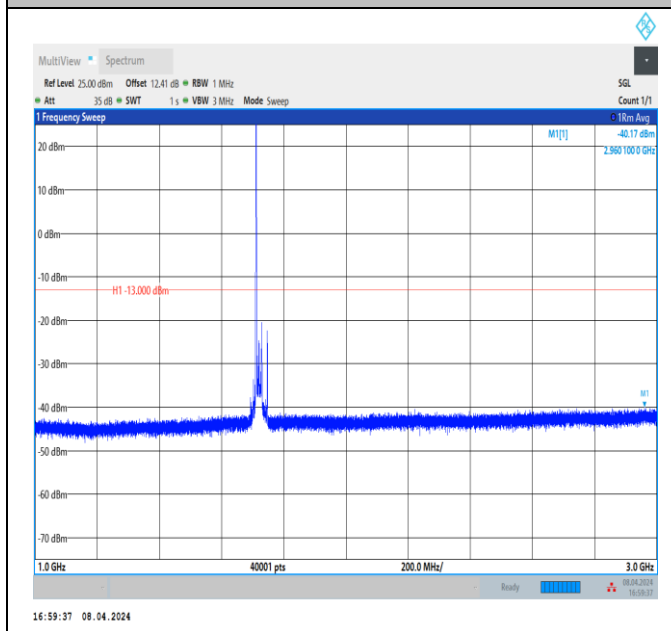 MultiView Spectrum
Ref Level 25.00 dBm Offset 12.41 dB RBW 1 MHz SGL
Att 35 dB SWT 1 s VBW 3 MHz Mode Sweep Count 1/1
1 Frequency Sweep 1Rm Avg
M1[1] -40.17 dBm
2.960 100 0 GHz
20 dBm
10 dBm
0 dBm
-10 dBm
H1 -13.000 dBm
-20 dBm
-30 dBm
M1
-40 dBm
-50 dBm
-60 dBm
-70 dBm
1.0 GHz 40001 pts 200.0 MHz/ 3.0 GHz
Ready 08.04.2024
16:59:37
16:59:37 08.04.2024